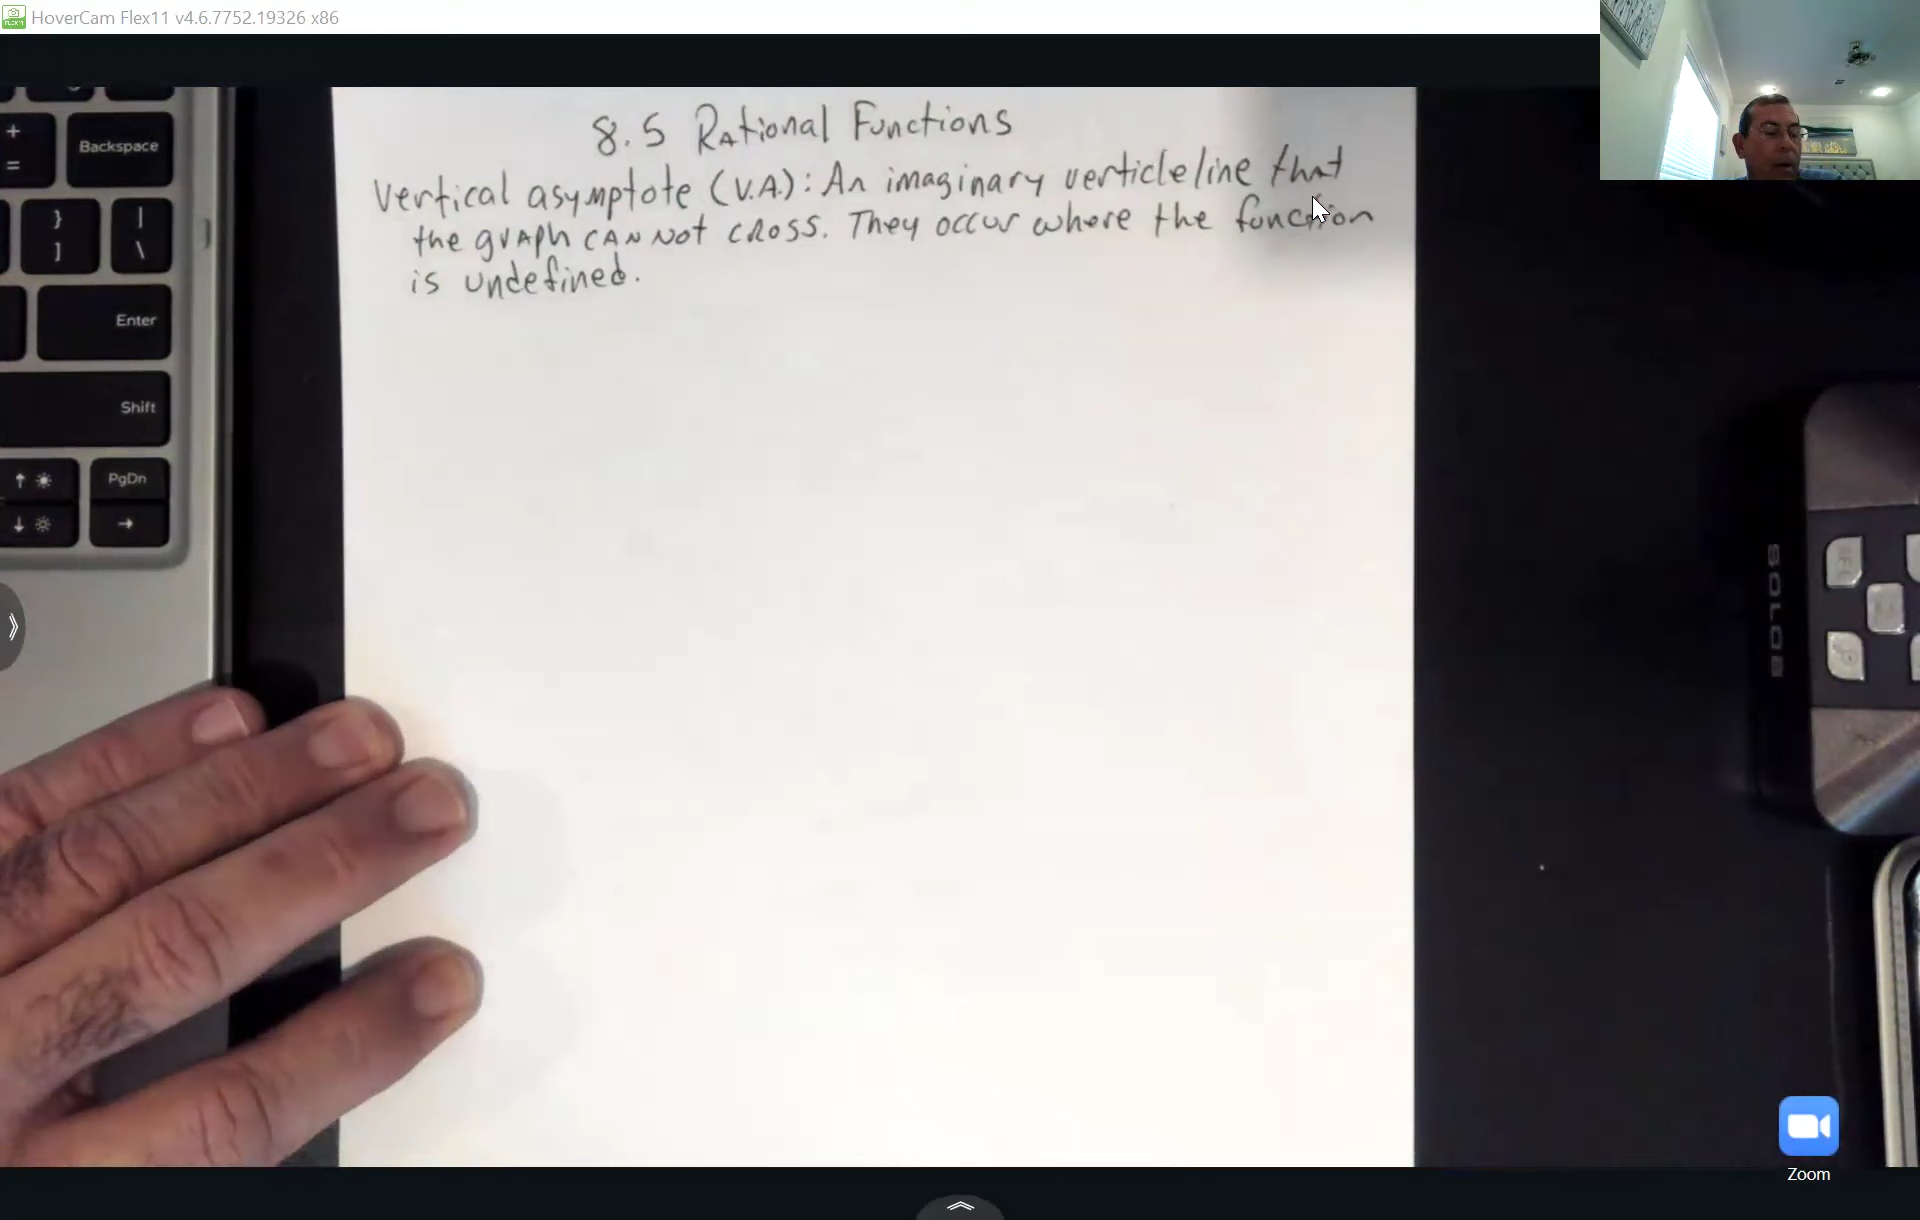 HoverCam Flex11 v4.6.7752.19326 x86
8.5 Rational Functions
Vertical asymptote (V.A.): An imaginary verticle line that
the graph CAN NOT CROSS. They occur where the function
is undefined.
+
=
Backspace
}
]
|
\
Enter
Shift
PgDn
SOLO8
Zoom